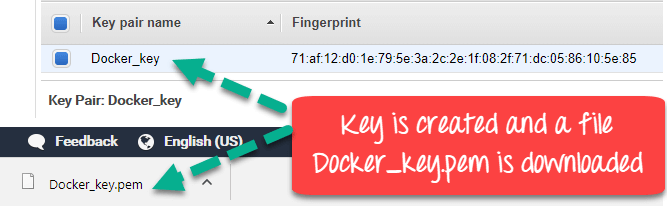 Key pair name
Fingerprint
Docker_key
71:af:12:d0:1e:79:5e:3a:2c:2e:1f:08:2f:71:dc:05:86:10:5e:85
Key Pair: Docker_key
Key is created and a file
Docker_key.pem is downloaded
Feedback
English (US)
Docker_key.pem